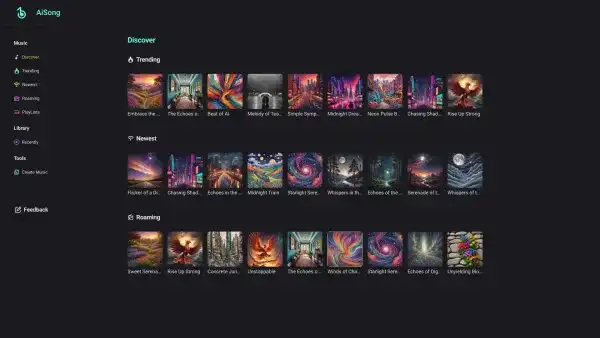 AiSong
Music
Discover
Trending
Newest
Roaming
PlayLists
Library
Recently
Tools
Create Music
Feedback
Discover
Trending
Embrace the ...
The Echoes o...
Beat of Ai
Melody of Tea...
Simple Symp...
Midnight Drea...
Neon Pulse B...
Chasing Shad...
Rise Up Strong
Newest
Flicker of a Dr...
Chasing Shad...
Echoes in the ...
Midnight Train
Starlight Sere...
Whispers in th...
Echoes of the ...
Serenade of t...
Whispers of t...
Roaming
Sweet Serena...
Rise Up Strong
Concrete Jun...
Unstoppable
The Echoes o...
Winds of Cha...
Starlight Sere...
Echoes of Dig...
Unyielding Blo...